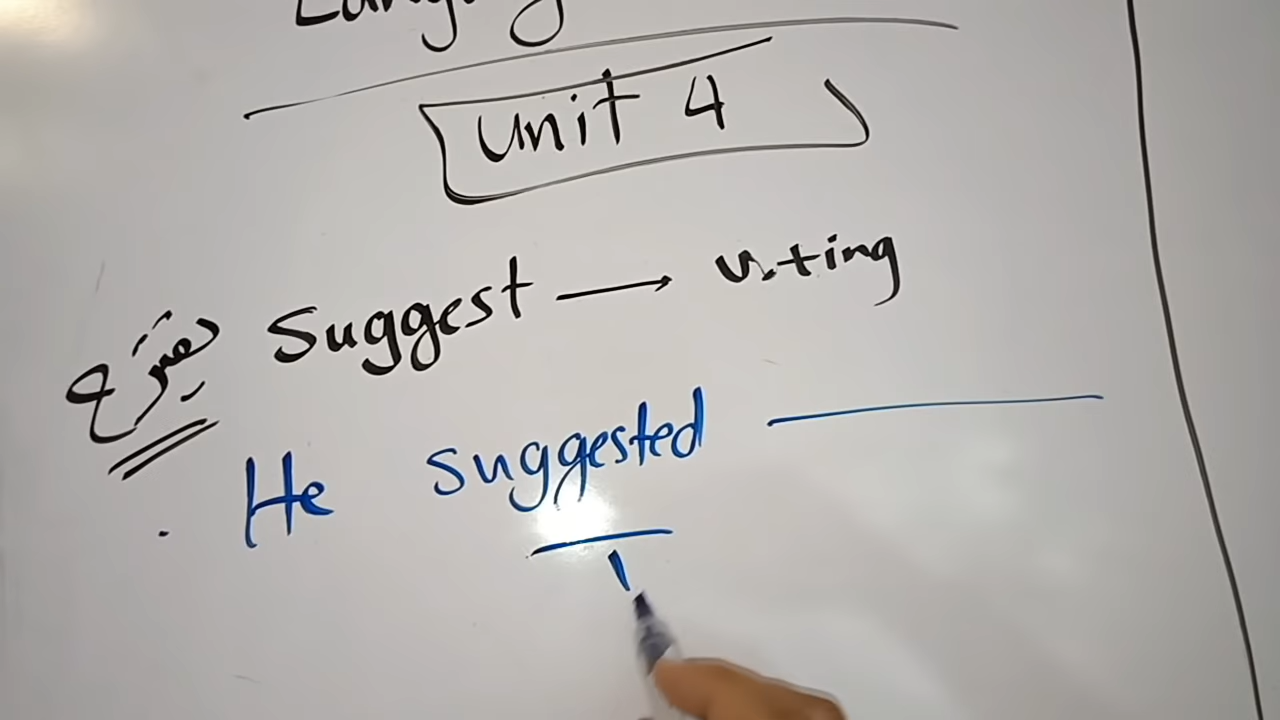 Unit 4
يقترح Suggest → v.+ing
He suggested